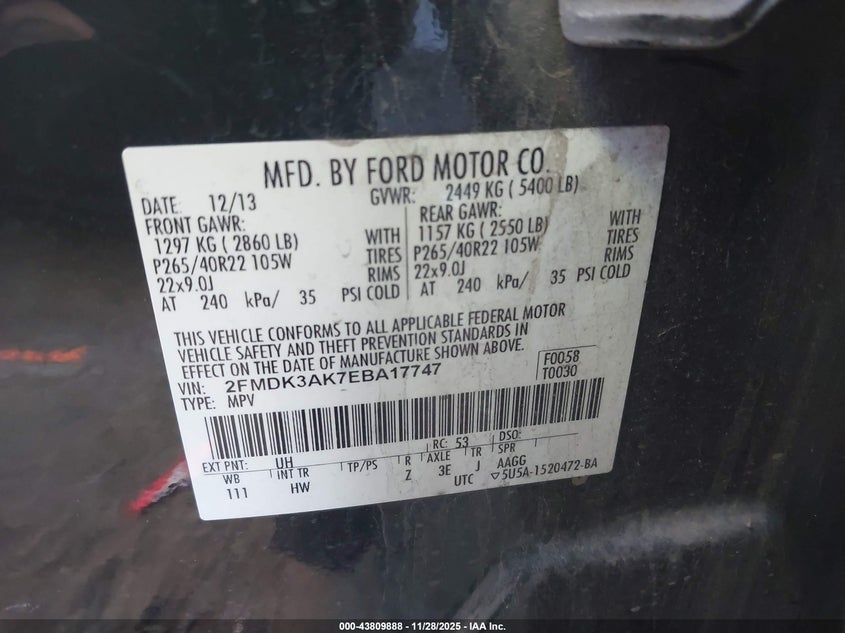 MFD. BY FORD MOTOR CO.
DATE: 12/13 GVWR: 2449 KG ( 5400 LB)
FRONT GAWR: REAR GAWR:
1297 KG ( 2860 LB) WITH 1157 KG ( 2550 LB) WITH
P265/40R22 105W TIRES P265/40R22 105W TIRES
22x9.0J RIMS 22x9.0J RIMS
AT 240 kPa/ 35 PSI COLD AT 240 kPa/ 35 PSI COLD
THIS VEHICLE CONFORMS TO ALL APPLICABLE FEDERAL MOTOR
VEHICLE SAFETY AND THEFT PREVENTION STANDARDS IN
EFFECT ON THE DATE OF MANUFACTURE SHOWN ABOVE.
F0058
VIN: 2FMDK3AK7EBA17747 T0030
TYPE: MPV
EXT PNT: UH RC: 53 DSO:
WB INT TR TP/PS R AXLE TR SPR
111 HW Z 3E J AAGG
UTC ▽5U5A-1520472-BA
000-43809888 - 11/28/2025 - IAA Inc.